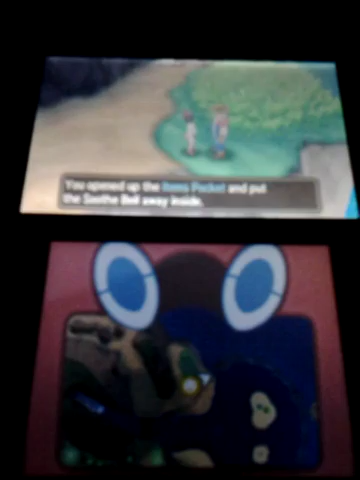 You opened up the Items Pocket and put
the Soothe Bell away inside.